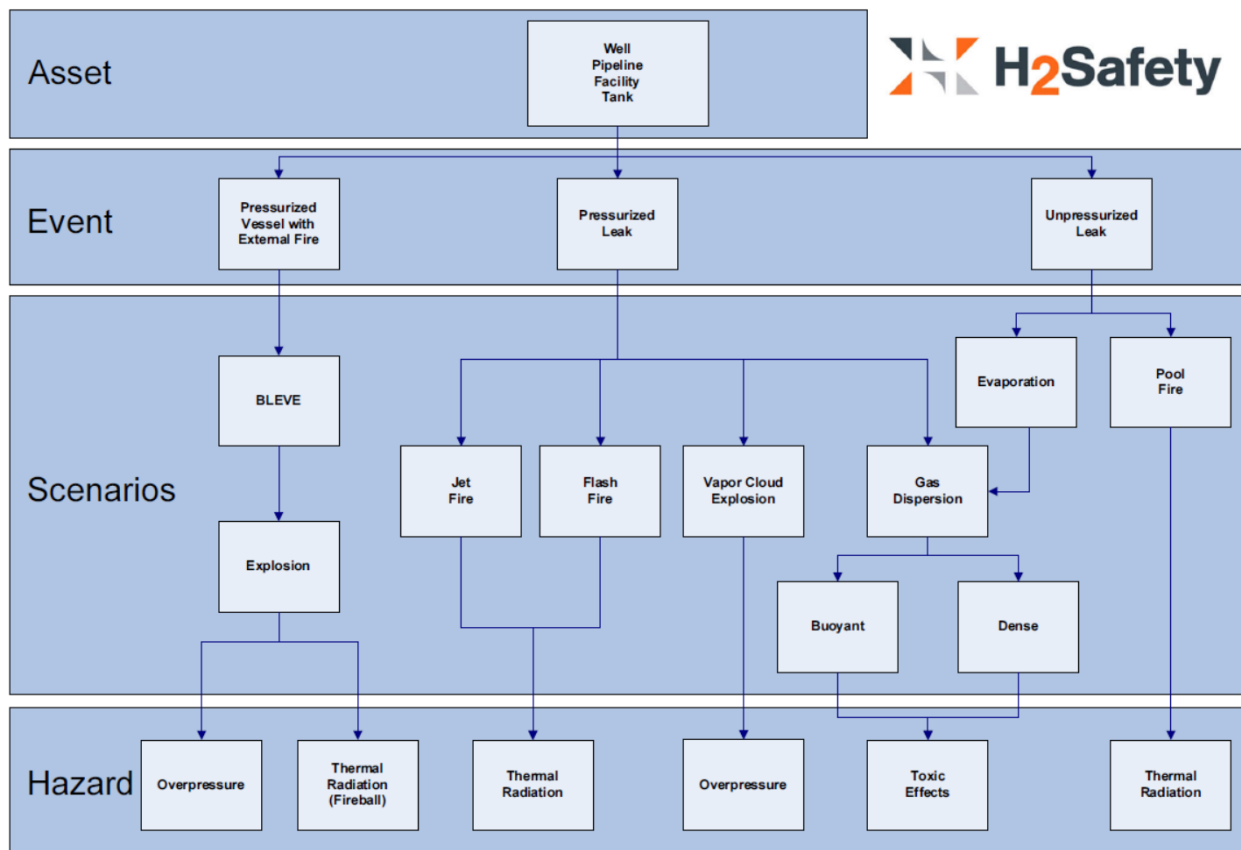 Asset
Well
Pipeline
Facility
Tank
H2Safety
Event
Pressurized
Vessel with
External Fire
Pressurized
Leak
Unpressurized
Leak
Scenarios
BLEVE
Explosion
Jet
Fire
Flash
Fire
Vapor Cloud
Explosion
Gas
Dispersion
Evaporation
Pool
Fire
Buoyant
Dense
Hazard
Overpressure
Thermal
Radiation
(Fireball)
Thermal
Radiation
Overpressure
Toxic
Effects
Thermal
Radiation